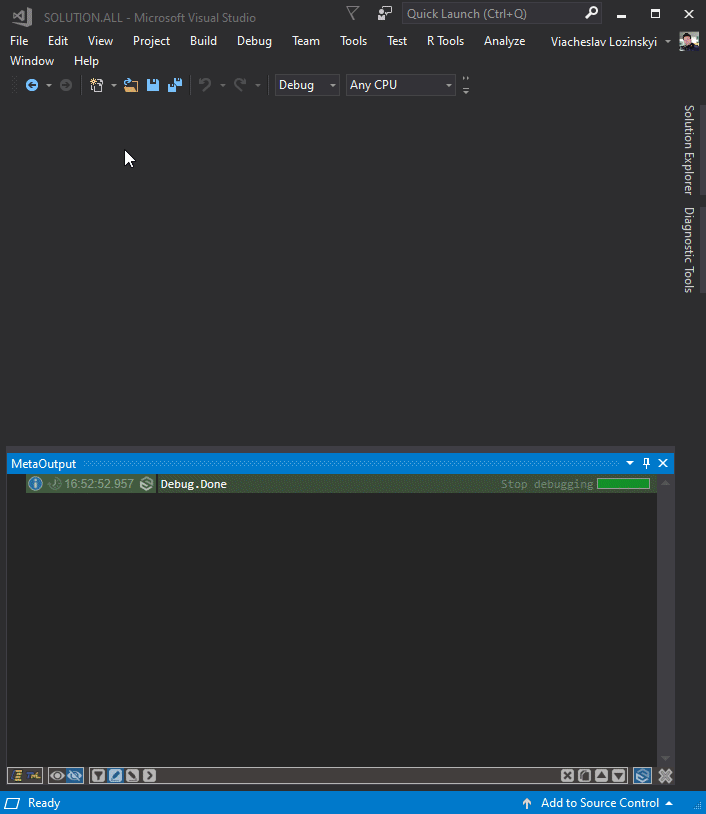 SOLUTION.ALL - Microsoft Visual Studio
Quick Launch (Ctrl+Q)
File Edit View Project Build Debug Team Tools Test R Tools Analyze Viacheslav Lozinskyi
Window Help
Debug Any CPU
Solution Explorer
Diagnostic Tools
MetaOutput
16:52:52.957 Debug.Done Stop debugging
Ready Add to Source Control